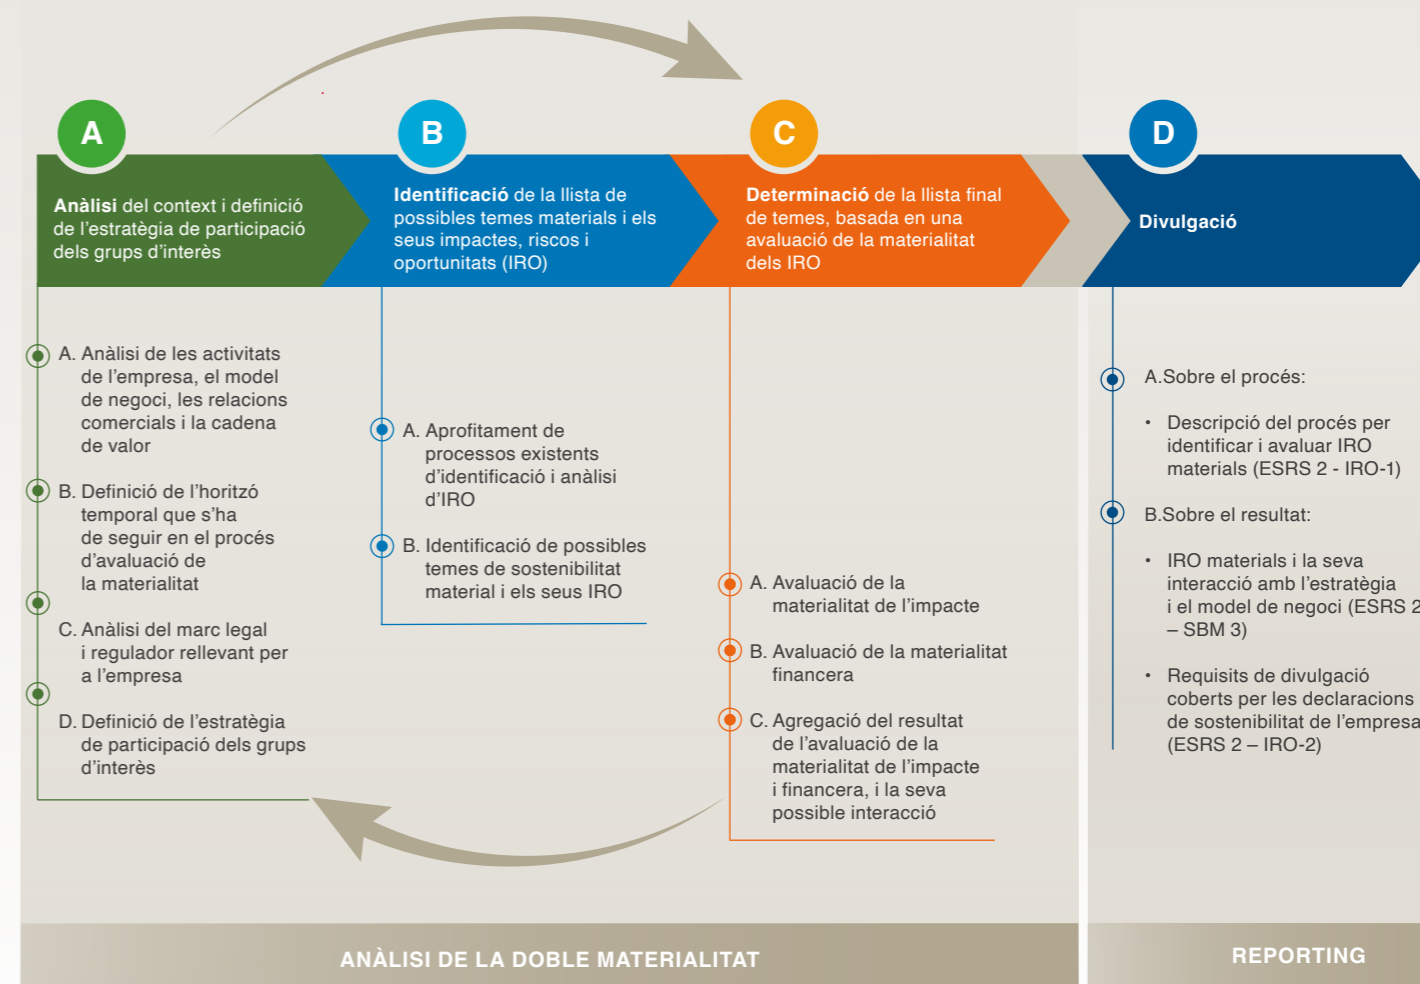 A
Anàlisi del context i definició
de l’estratègia de participació
dels grups d’interès
A. Anàlisi de les activitats
de l’empresa, el model
de negoci, les relacions
comercials i la cadena
de valor
B. Definició de l’horitzó
temporal que s’ha
de seguir en el procés
d’avaluació de
la materialitat
C. Anàlisi del marc legal
i regulador rellevant per
a l’empresa
D. Definició de l’estratègia
de participació dels grups
d’interès
B
Identificació de la llista de
possibles temes materials i els
seus impactes, riscos i
oportunitats (IRO)
A. Aprofitament de
processos existents
d’identificació i anàlisi
d’IRO
B. Identificació de possibles
temes de sostenibilitat
material i els seus IRO
C
Determinació de la llista final
de temes, basada en una
avaluació de la materialitat
dels IRO
A. Avaluació de la
materialitat de l’impacte
B. Avaluació de la materialitat
financera
C. Agregació del resultat
de l’avaluació de la
materialitat de l’impacte
i financera, i la seva
possible interacció
ANÀLISI DE LA DOBLE MATERIALITAT
D
Divulgació
A.Sobre el procés:
• Descripció del procés per
identificar i avaluar IRO
materials (ESRS 2 - IRO-1)
B.Sobre el resultat:
• IRO materials i la seva
interacció amb l’estratègia
i el model de negoci (ESRS 2
– SBM 3)
• Requisits de divulgació
coberts per les declaracions
de sostenibilitat de l’empresa
(ESRS 2 – IRO-2)
REPORTING